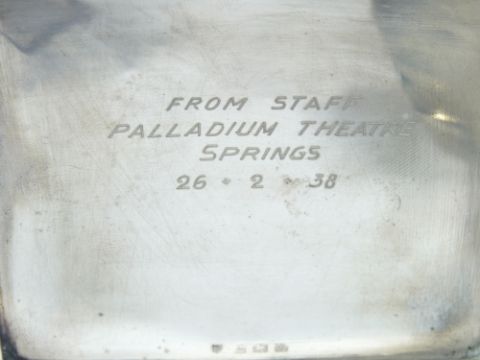 FROM STAFF
PALLADIUM THEATRE
SPRINGS
26 • 2 • 38